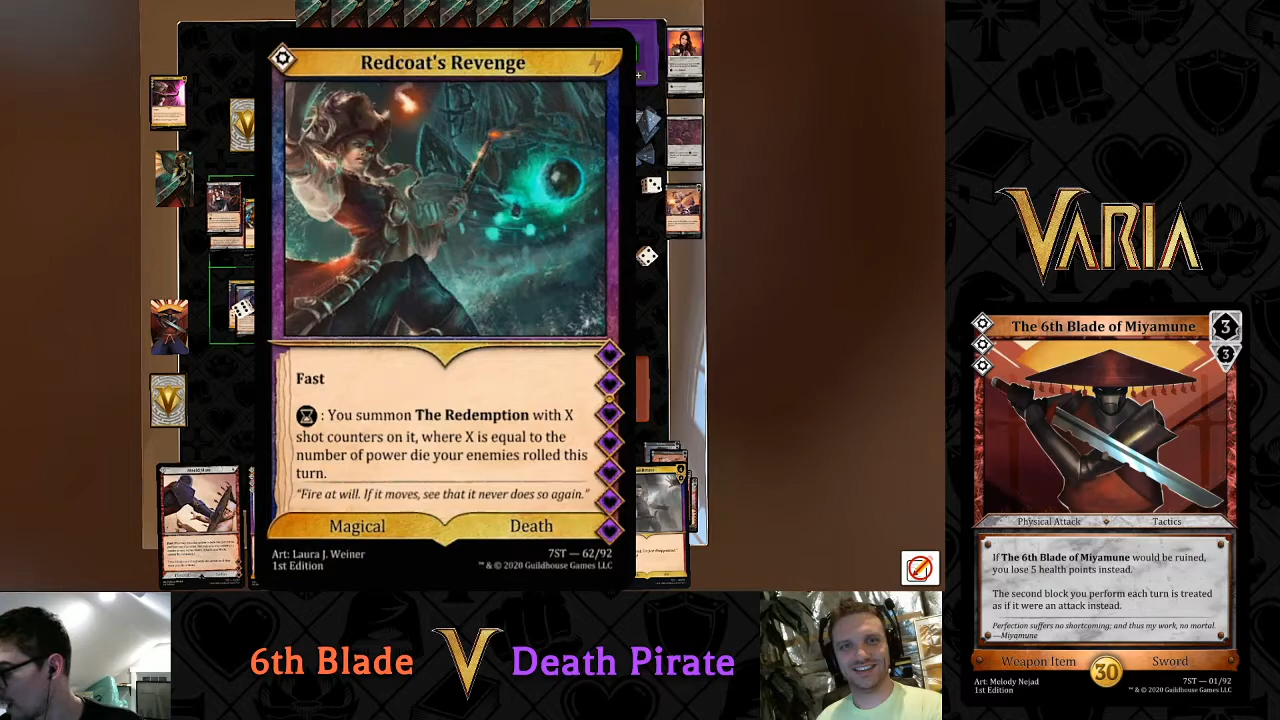 Redcoat's Revenge
Fast
: You summon The Redemption with X
shot counters on it, where X is equal to the
number of power die your enemies rolled this
turn.
"Fire at will. If it moves, see that it never does so again."
Magical Death
Art: Laura J. Weiner
1st Edition
7ST — 62/92
™ & © 2020 Guildhouse Games LLC
VARIA
The 6th Blade of Miyamune
3
3
Physical Attack Tactics
If The 6th Blade of Miyamune would be ruined,
you lose 5 health points instead.
The second block you perform each turn is treated
as if it were an attack instead.
Perfection suffers no shortcoming; and thus my work, no mortal.
—Miyamune
Weapon Item 30 Sword
Art: Melody Nejad
1st Edition
7ST — 01/92
™ & © 2020 Guildhouse Games LLC
6th Blade V Death Pirate